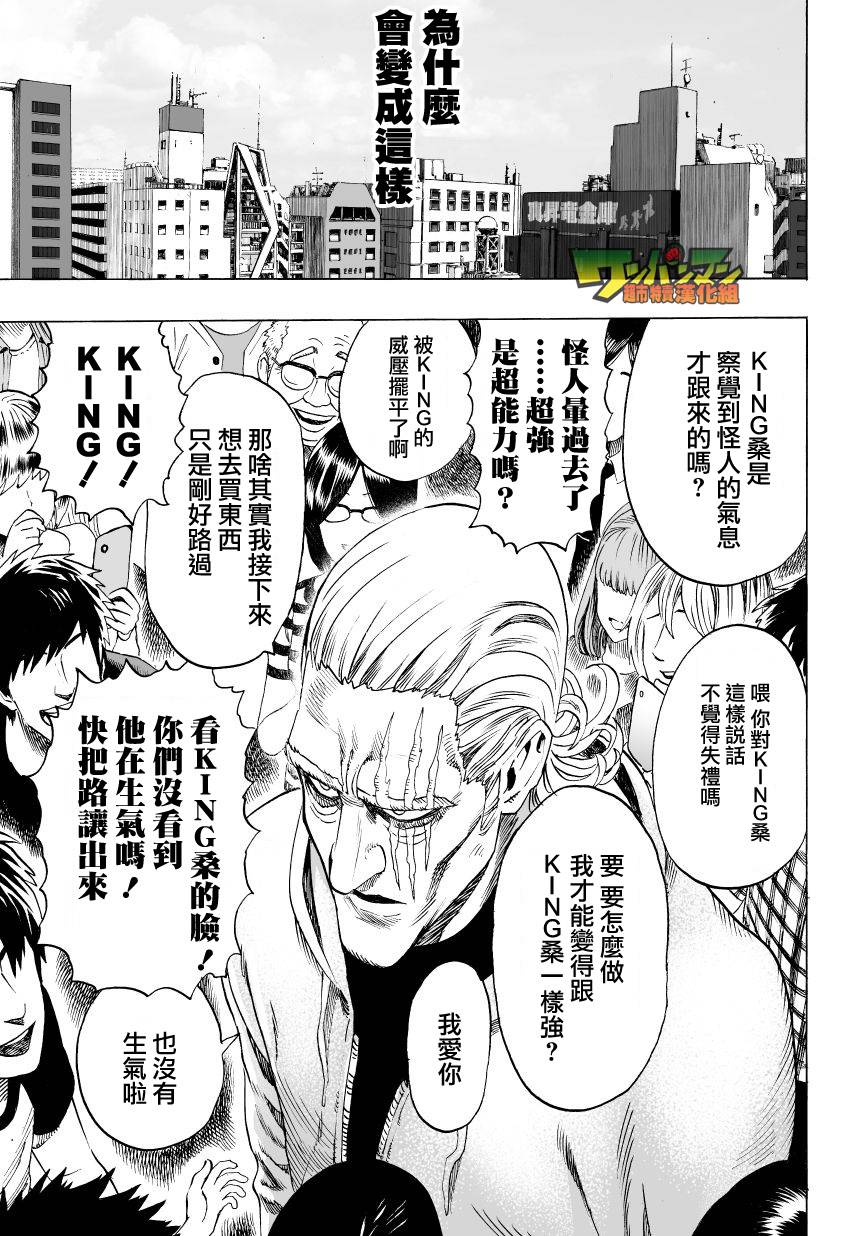 為什麼
會變成這樣
昇竜金庫
ワンパンマン
超市特賣漢化組
KING桑是
察覺到怪人的氣息
才跟來的嗎？
怪人暈過去了
……超強
是超能力嗎？
被KING的
威壓擺平了啊
那啥其實我接下來
想去買東西
只是剛好路過
KING！
KING！
喂 你對KING桑
這樣說話
不覺得失禮嗎
要 要怎麼做
我才能變得跟
KING桑一樣強？
我愛你
看KING桑的臉！
你們沒看到
他在生氣嗎！
快把路讓出來
也沒有
生氣啦